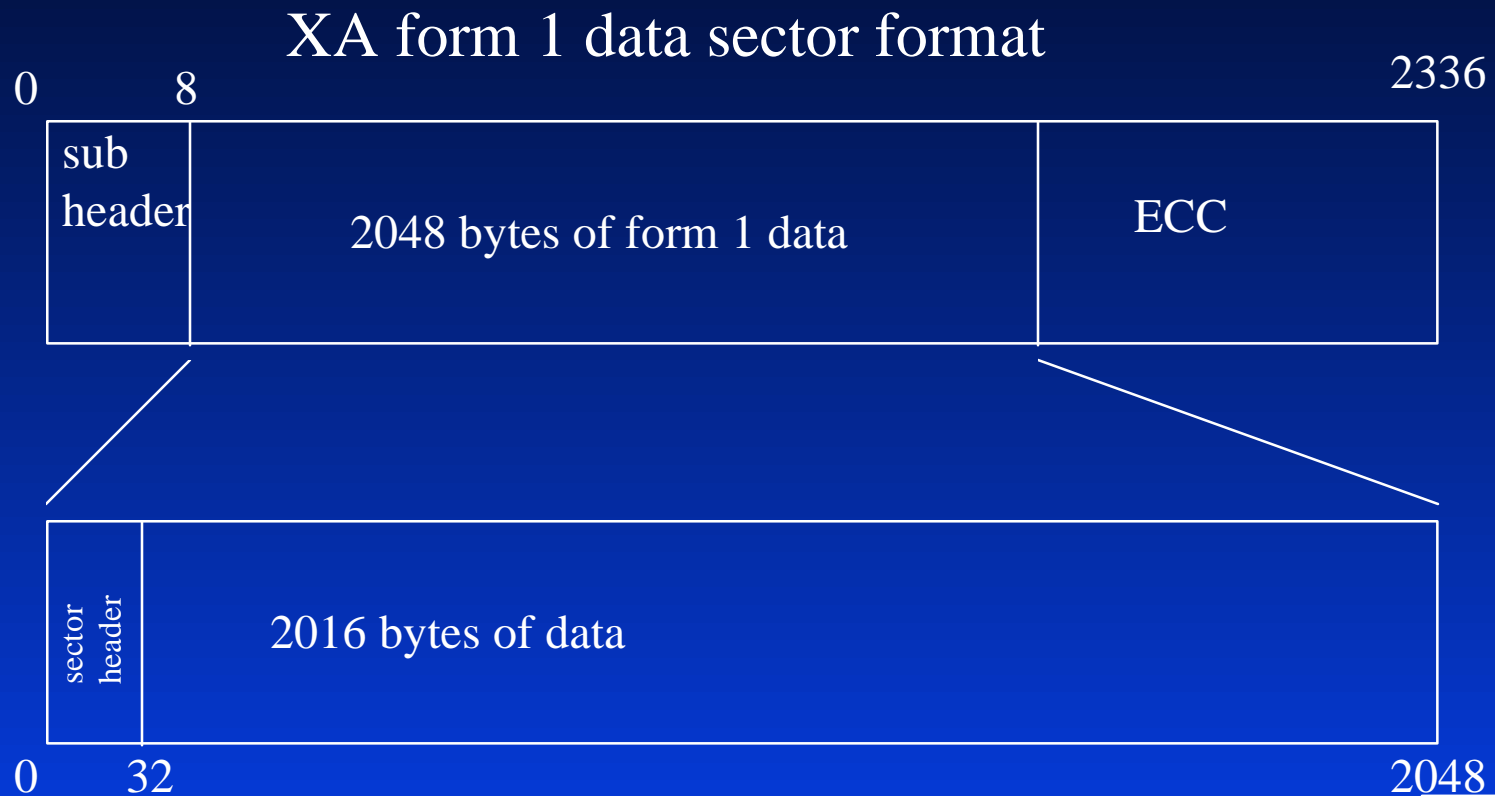 XA form 1 data sector format
0 8 2336
sub
header
2048 bytes of form 1 data
ECC
sector
header
2016 bytes of data
0 32 2048